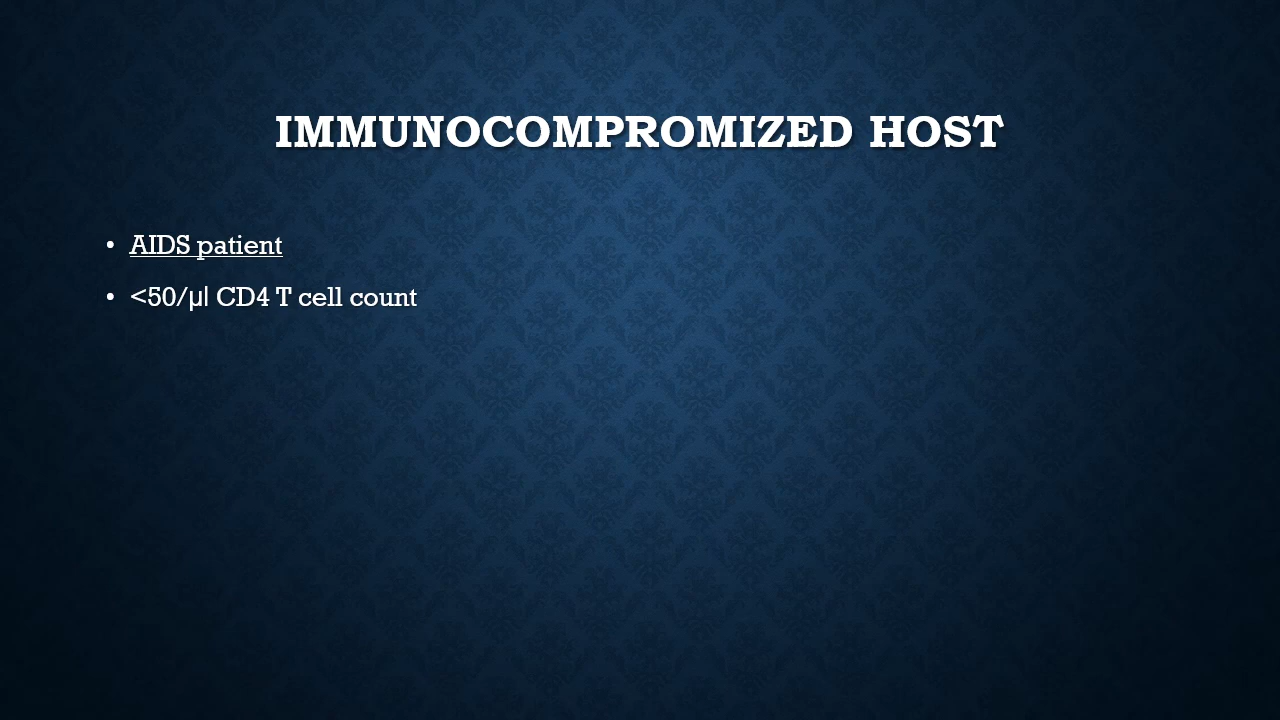 IMMUNOCOMPROMIZED HOST
• AIDS patient
• <50/µl CD4 T cell count